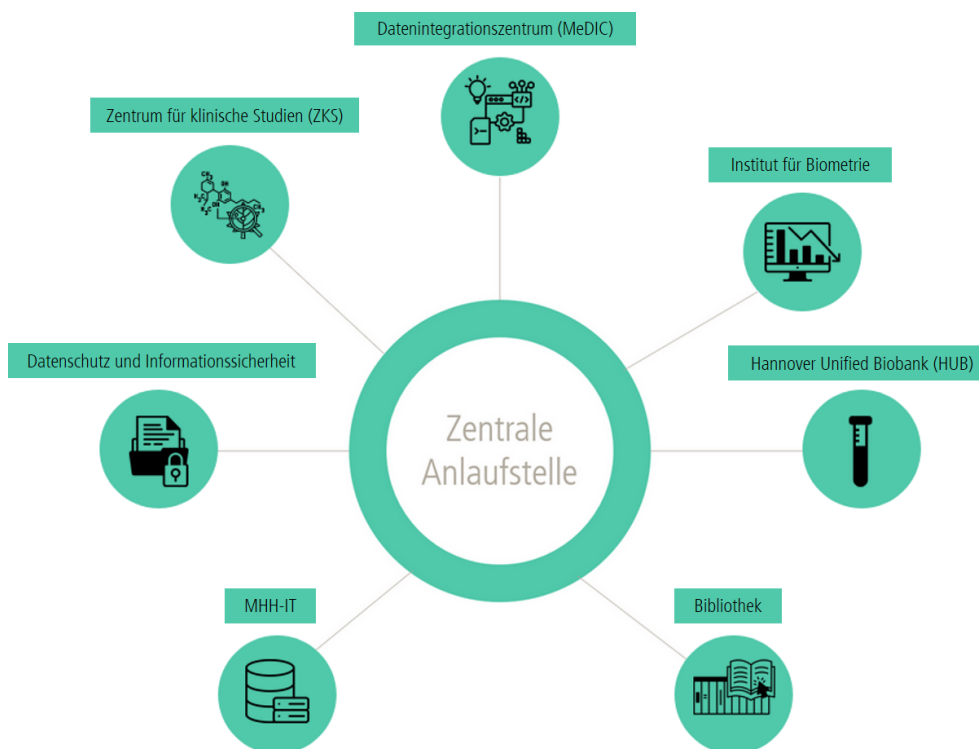 Datenintegrationszentrum (MeDIC)
Zentrum für klinische Studien (ZKS)
Institut für Biometrie
Datenschutz und Informationssicherheit
Hannover Unified Biobank (HUB)
Zentrale
Anlaufstelle
MHH-IT
Bibliothek